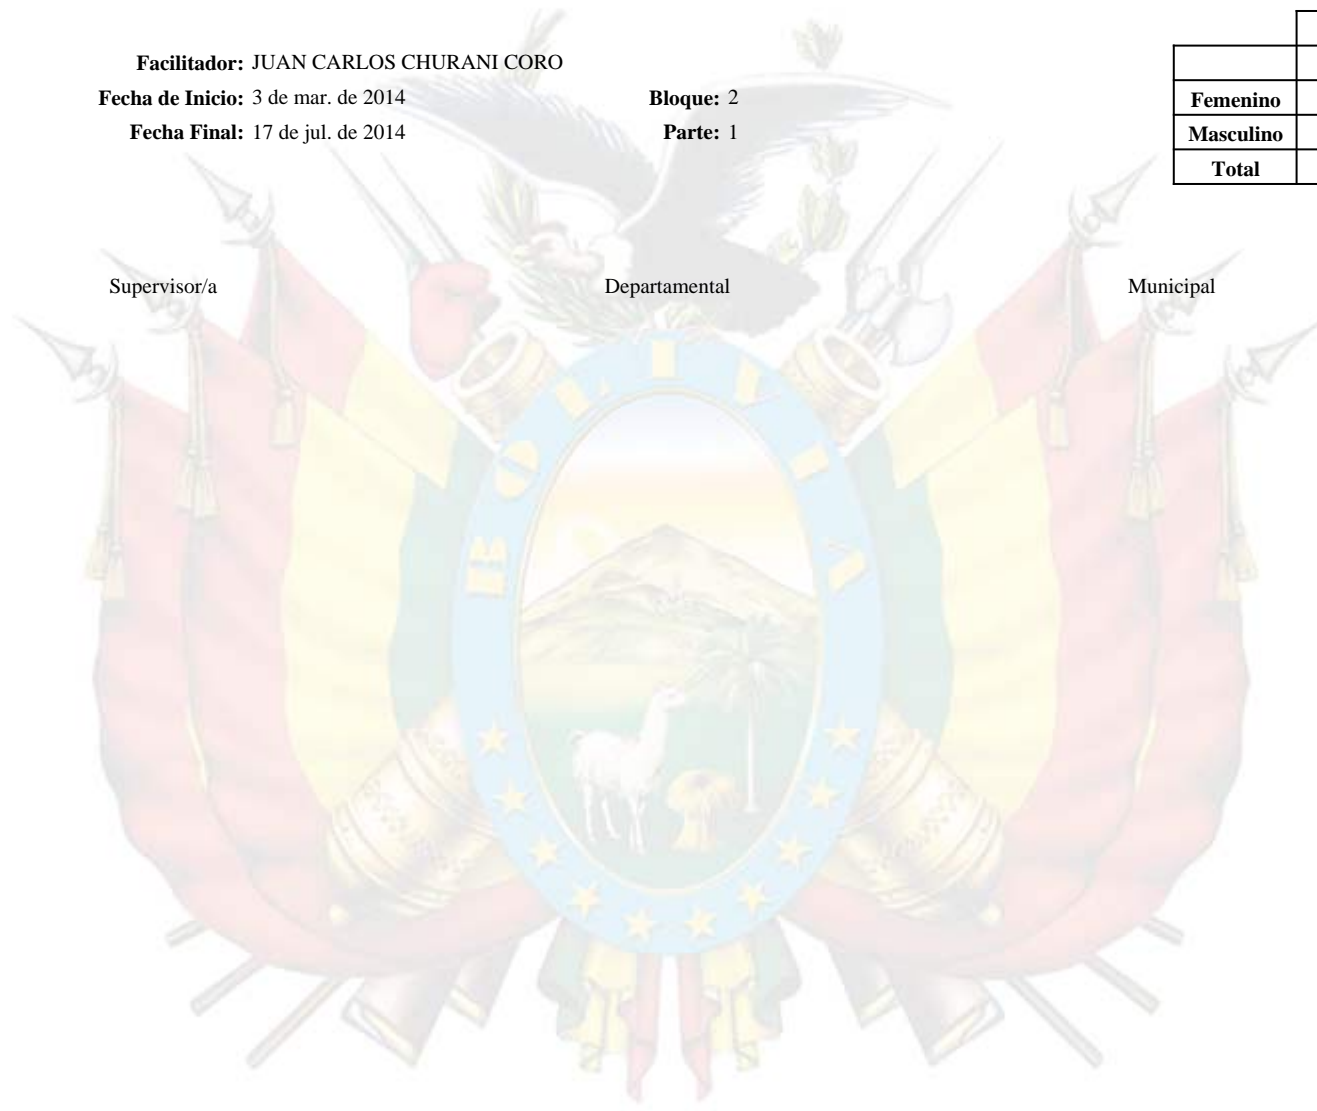 Facilitador: JUAN CARLOS CHURANI CORO
Fecha de Inicio: 3 de mar. de 2014 Bloque: 2
Fecha Final: 17 de jul. de 2014 Parte: 1
Femenino
Masculino
Total
Supervisor/a Departamental Municipal
BOLIVIA